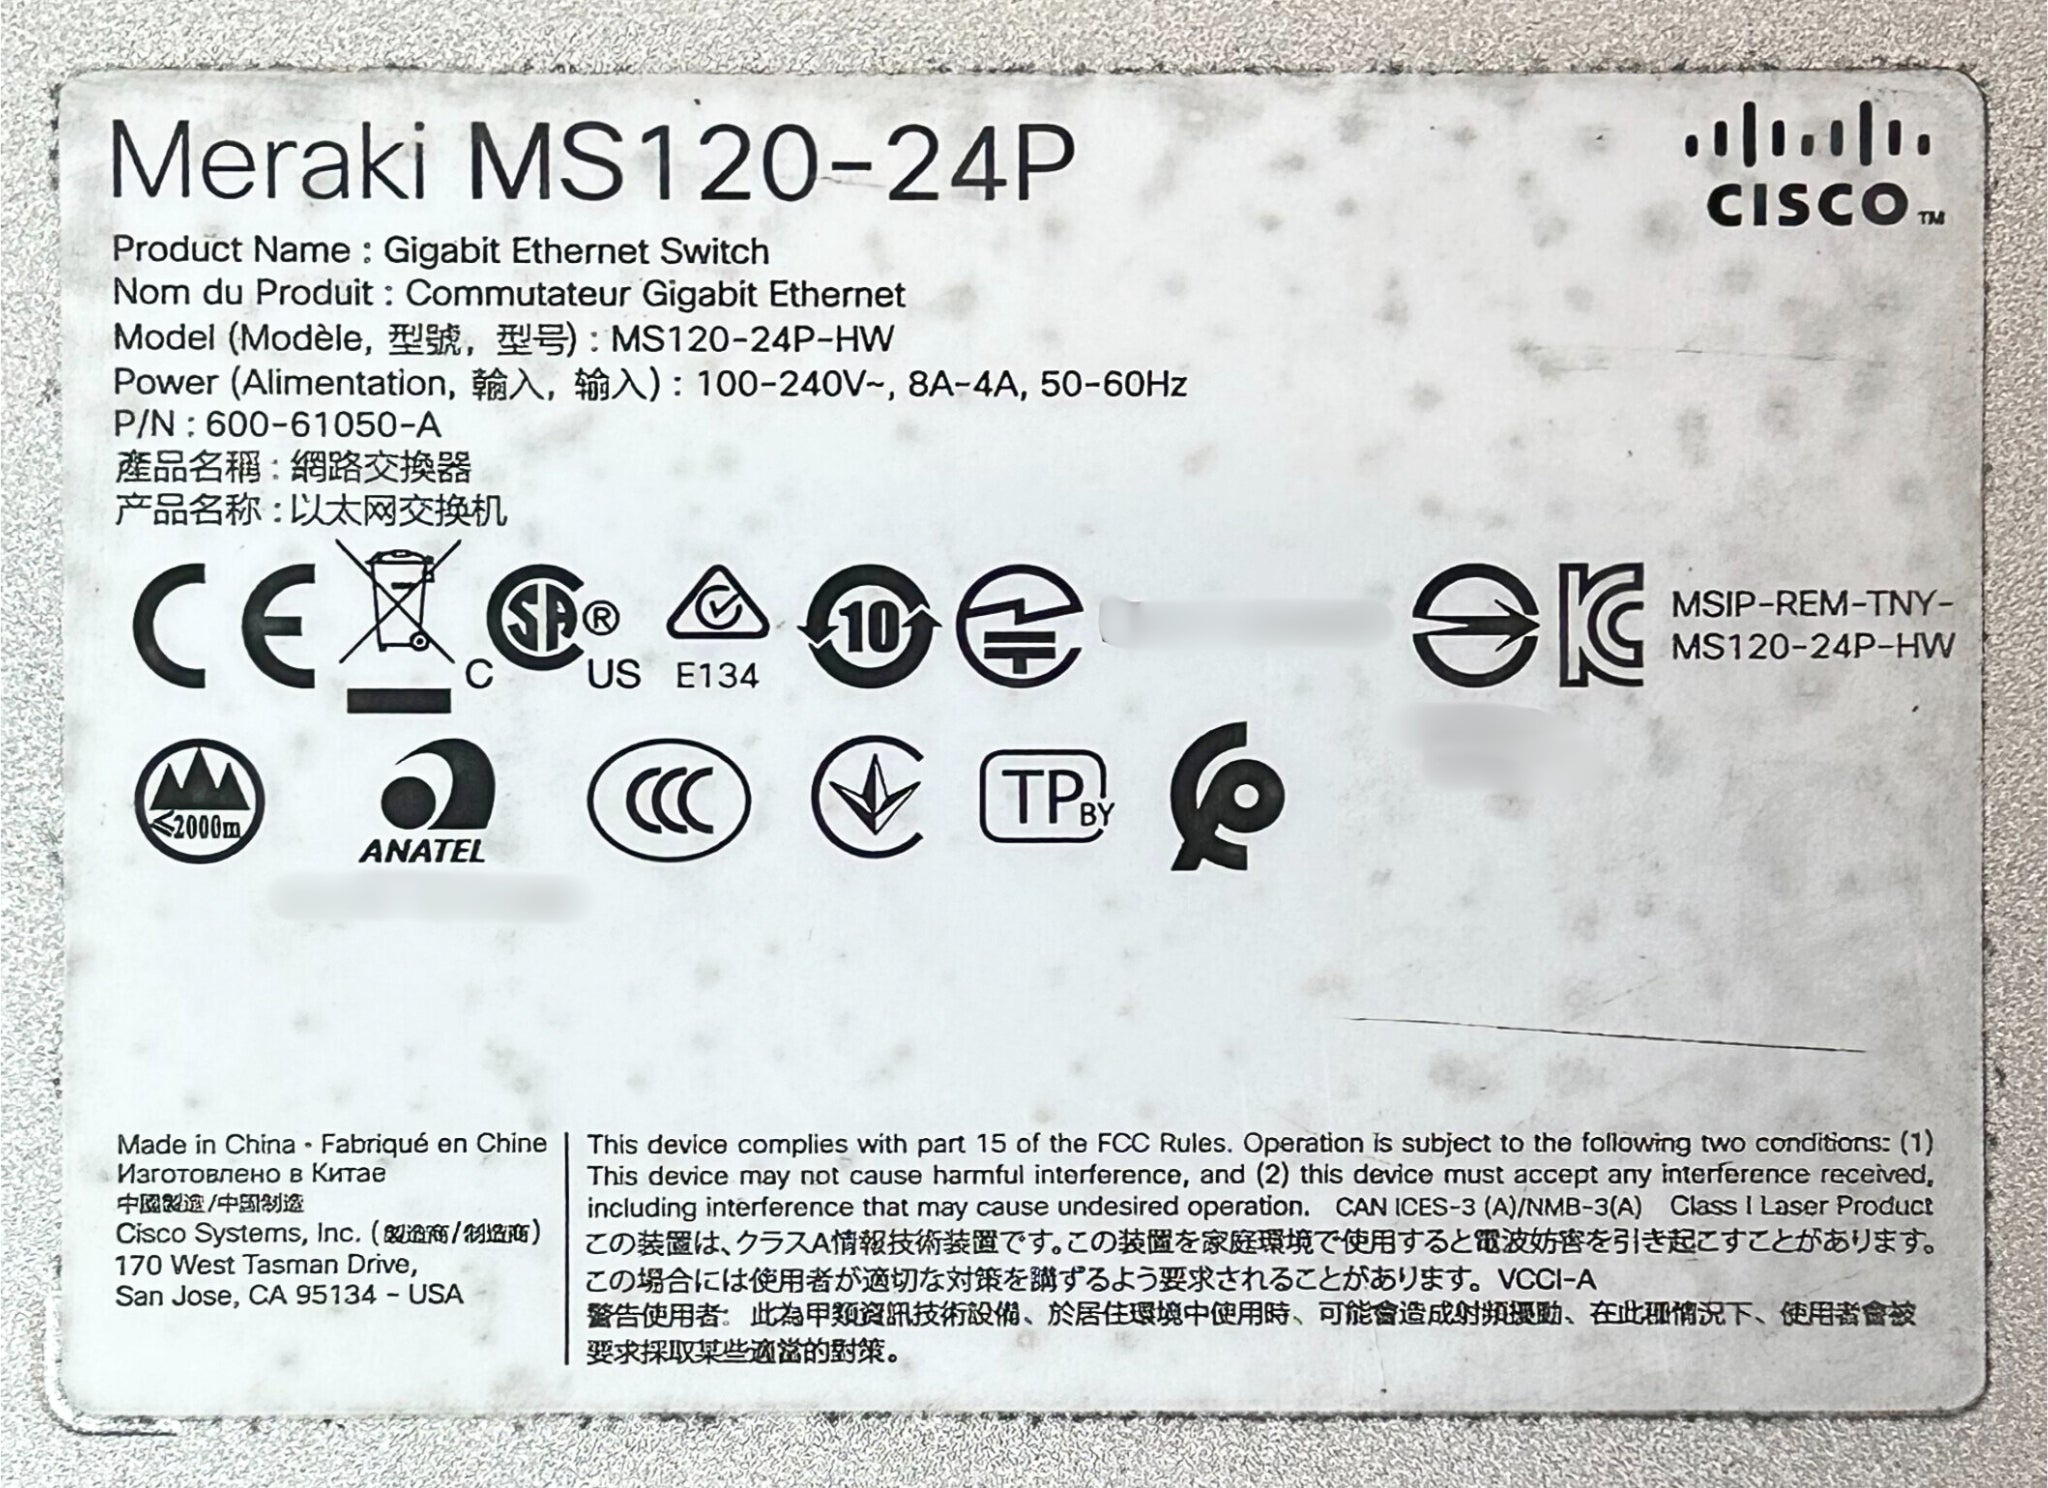 Meraki MS120-24P
CISCO™
Product Name : Gigabit Ethernet Switch
Nom du Produit : Commutateur Gigabit Ethernet
Model (Modèle, 型號, 型号) : MS120-24P-HW
Power (Alimentation, 輸入, 输入) : 100-240V~, 8A-4A, 50-60Hz
P/N : 600-61050-A
產品名稱 : 網路交換器
产品名称 : 以太网交换机
CE
C SA® US
E134
10
MSIP-REM-TNY-
MS120-24P-HW
≤2000m
ANATEL
CCC
TP BY
Made in China • Fabriqué en Chine
Изготовлено в Китае
中國製造/中国制造
Cisco Systems, Inc. (製造商/制造商)
170 West Tasman Drive,
San Jose, CA 95134 - USA
This device complies with part 15 of the FCC Rules. Operation is subject to the following two conditions: (1)
This device may not cause harmful interference, and (2) this device must accept any interference received,
including interference that may cause undesired operation. CAN ICES-3 (A)/NMB-3(A) Class I Laser Product
この装置は、クラスA情報技術装置です。この装置を家庭環境で使用すると電波妨害を引き起こすことがあります。
この場合には使用者が適切な対策を講ずるよう要求されることがあります。 VCCI-A
警告使用者: 此為甲類資訊技術設備、於居住環境中使用時、可能會造成射頻擾動、在此種情況下、使用者會被
要求採取某些適當的對策。